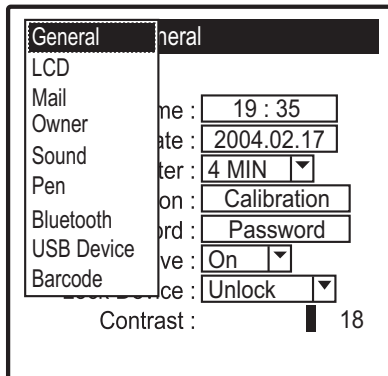 General neral
LCD
Mail
Owner
Sound
Pen
Bluetooth
USB Device
Barcode
me : 19 : 35
ate : 2004.02.17
ter : 4 MIN
on : Calibration
ord : Password
ve : On
ce : Unlock
Contrast : 18